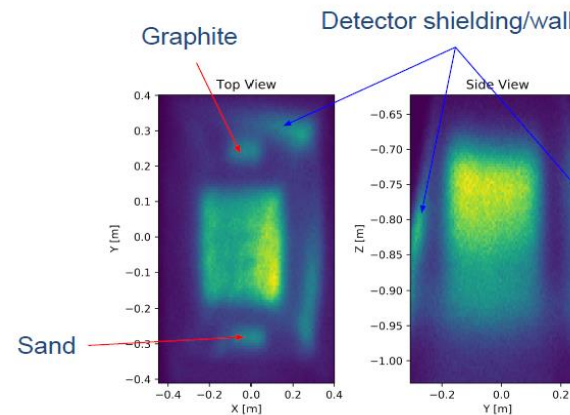 Detector shielding/wall
Graphite
Top View
Side View
0.4
0.3
0.2
0.1
0.0
−0.1
−0.2
−0.3
−0.4
Y [m]
−0.4 −0.2 0.0 0.2 0.4
X [m]
−0.65
−0.70
−0.75
−0.80
−0.85
−0.90
−0.95
−1.00
Z [m]
−0.2 0.0 0.2
Y [m]
Sand